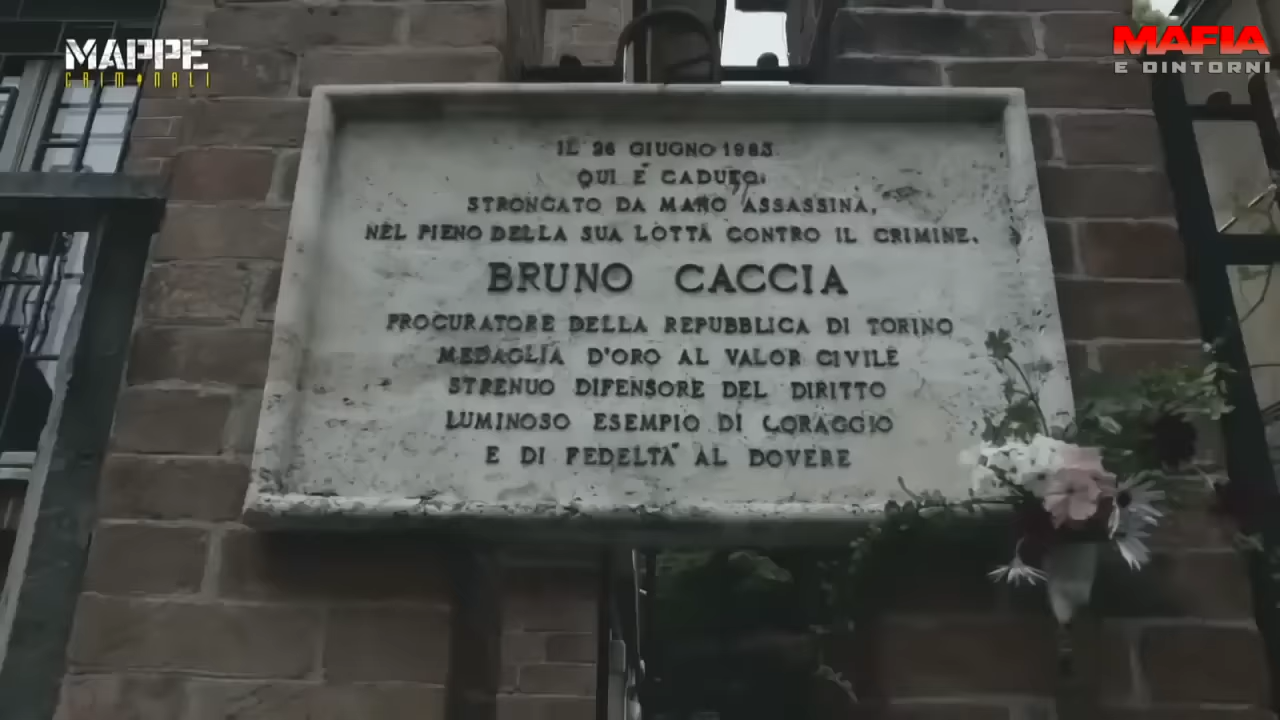 MAPPE
CRIMINALI
MAFIA
E DINTORNI
IL 26 GIUGNO 1983
QUI È CADUTO,
STRONCATO DA MANO ASSASSINA,
NEL PIENO DELLA SUA LOTTA CONTRO IL CRIMINE,
BRUNO CACCIA
PROCURATORE DELLA REPUBBLICA DI TORINO
MEDAGLIA D'ORO AL VALOR CIVILE
STRENUO DIFENSORE DEL DIRITTO
LUMINOSO ESEMPIO DI CORAGGIO
E DI FEDELTA' AL DOVERE